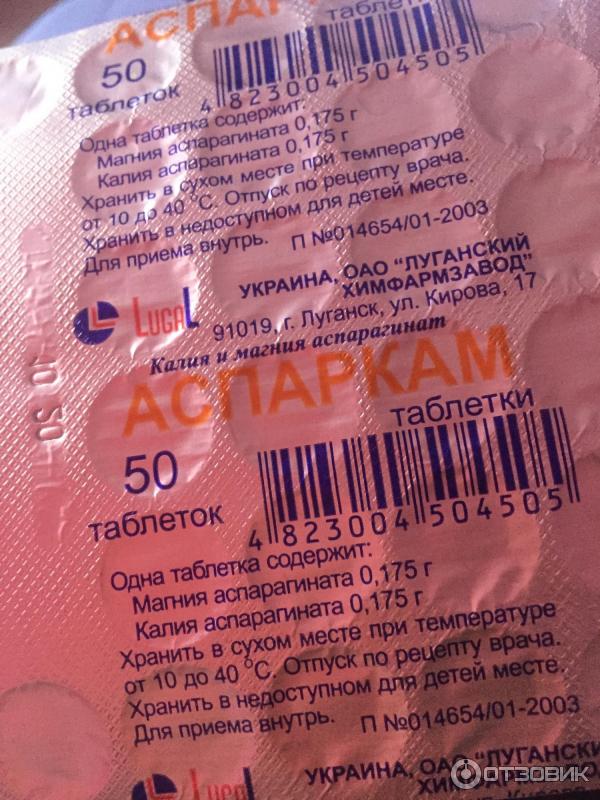 АСПАРКАМ
таблетки
50
таблеток
4 823004 504505
Одна таблетка содержит:
Магния аспарагината 0,175 г
Калия аспарагината 0,175 г
Хранить в сухом месте при температуре
от 10 до 40 °С. Отпуск по рецепту врача.
Хранить в недоступном для детей месте.
Для приема внутрь. П №014654/01-2003
УКРАИНА, ОАО "ЛУГАНСКИЙ
ХИМФАРМЗАВОД"
LUGAL
91019, г. Луганск, ул. Кирова, 17
Калия и магния аспарагинат
АСПАРКАМ
таблетки
50
таблеток
4 823004 504505
Одна таблетка содержит:
Магния аспарагината 0,175 г
Калия аспарагината 0,175 г
Хранить в сухом месте при температуре
от 10 до 40 °С. Отпуск по рецепту врача.
Хранить в недоступном для детей месте.
Для приема внутрь. П №014654/01-2003
УКРАИНА, ОАО "ЛУГАНСКИ
ХИМФАРМЗАВОД"
LUGAL
ОТЗОВИК